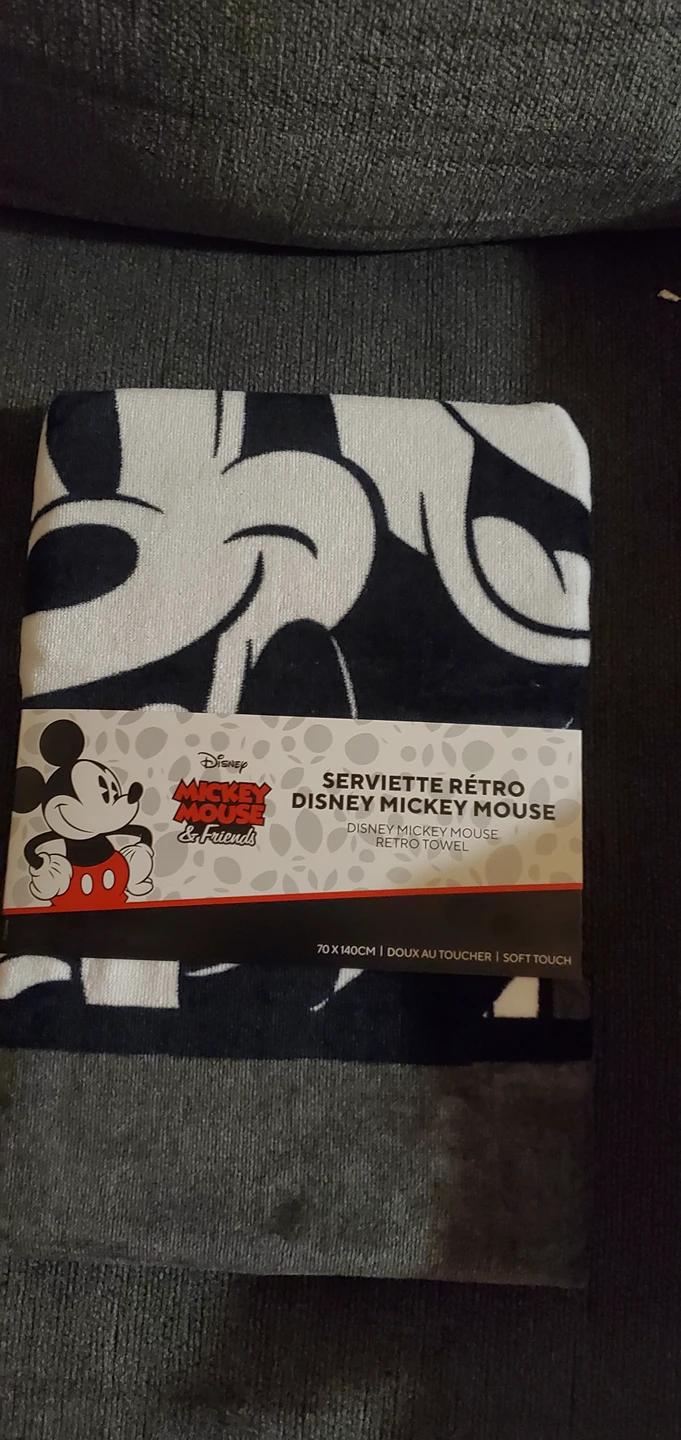 Disney
MICKEY
MOUSE
& Friends
SERVIETTE RÉTRO
DISNEY MICKEY MOUSE
DISNEY MICKEY MOUSE
RETRO TOWEL
70 X 140CM | DOUX AU TOUCHER | SOFT TOUCH